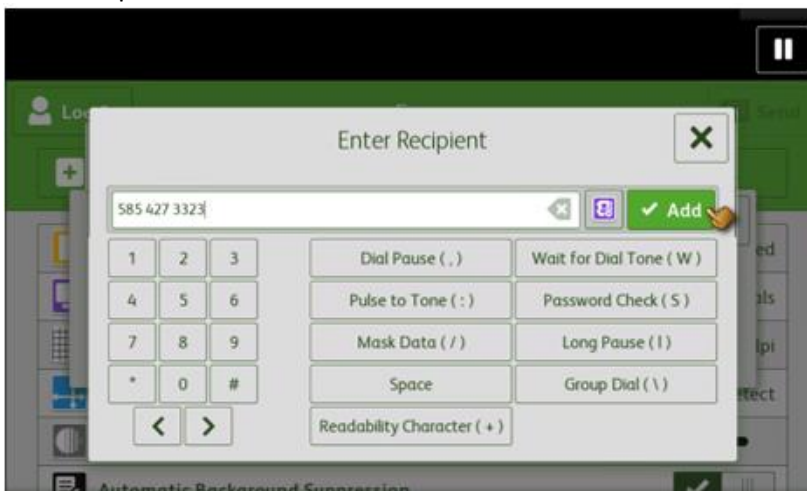 Enter Recipient
585 427 3323
Add
1 2 3
Dial Pause ( , )
Wait for Dial Tone ( W )
4 5 6
Pulse to Tone ( : )
Password Check ( S )
7 8 9
Mask Data ( / )
Long Pause ( | )
* 0 #
Space
Group Dial ( \ )
Readability Character ( + )
Automatic Background Suppression